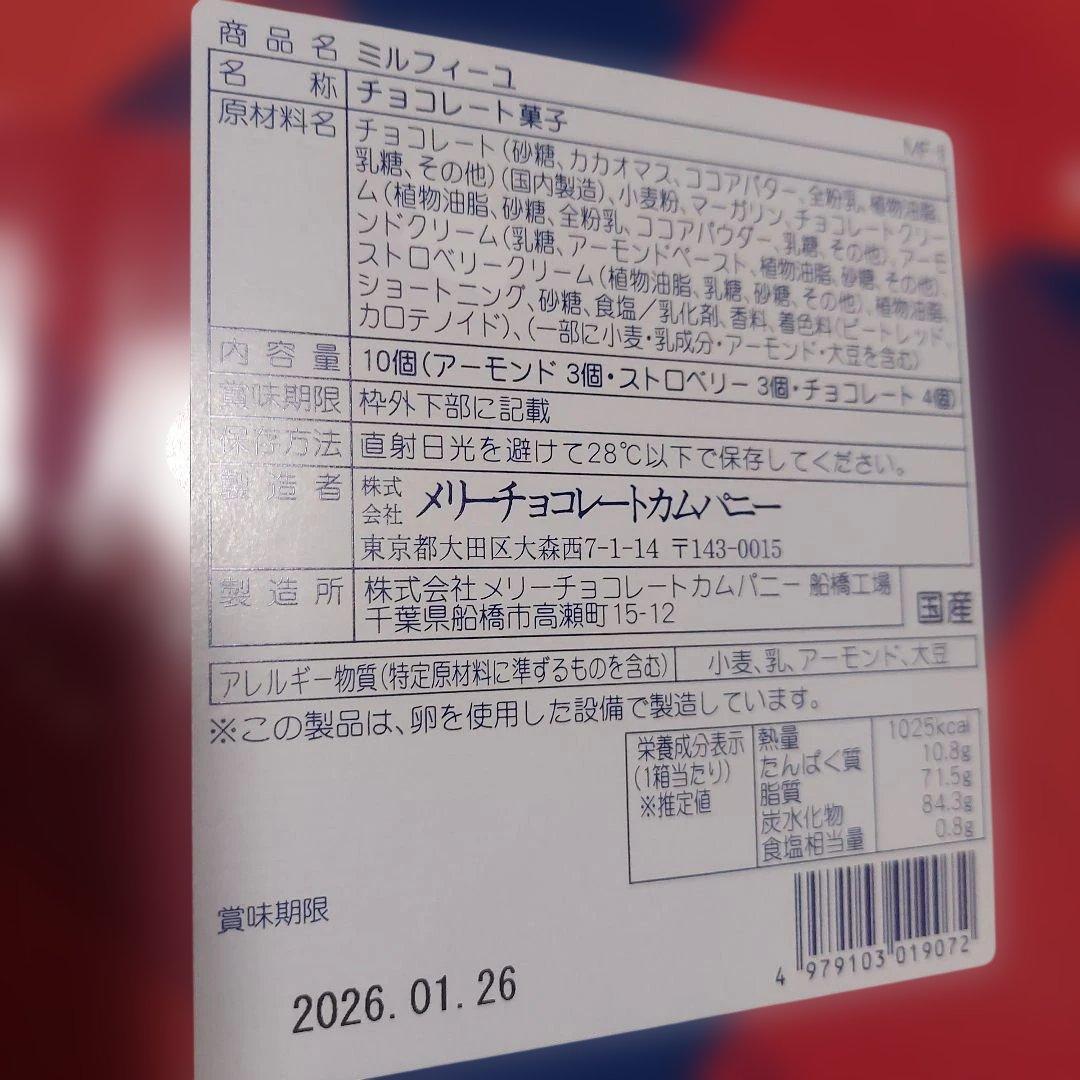 商品名 ミルフィーユ
MF-I
名称 チョコレート菓子
原材料名 チョコレート(砂糖、カカオマス、ココアバター、全粉乳、植物油脂、
乳糖、その他)(国内製造)、小麦粉、マーガリン、チョコレートクリー
ム(植物油脂、砂糖、全粉乳、ココアパウダー、乳糖、その他)、アーモ
ンドクリーム(乳糖、アーモンドペースト、植物油脂、砂糖、その他)、
ストロベリークリーム(植物油脂、乳糖、砂糖、その他)、植物油脂、
ショートニング、砂糖、食塩/乳化剤、香料、着色料(ビートレッド、
カロテノイド)、(一部に小麦・乳成分・アーモンド・大豆を含む)
内容量 10個(アーモンド 3個・ストロベリー 3個・チョコレート 4個)
賞味期限 枠外下部に記載
保存方法 直射日光を避けて28℃以下で保存してください。
製造者 株式会社 メリーチョコレートカムパニー
東京都大田区大森西7-1-14 〒143-0015
製造所 株式会社メリーチョコレートカムパニー 船橋工場
千葉県船橋市高瀬町15-12
国産
アレルギー物質(特定原材料に準ずるものを含む) 小麦、乳、アーモンド、大豆
※この製品は、卵を使用した設備で製造しています。
栄養成分表示
(1箱当たり)
※推定値
熱量 1025kcal
たんぱく質 10.8g
脂質 71.5g
炭水化物 84.3g
食塩相当量 0.8g
賞味期限
2026.01.26
4 979103 019072